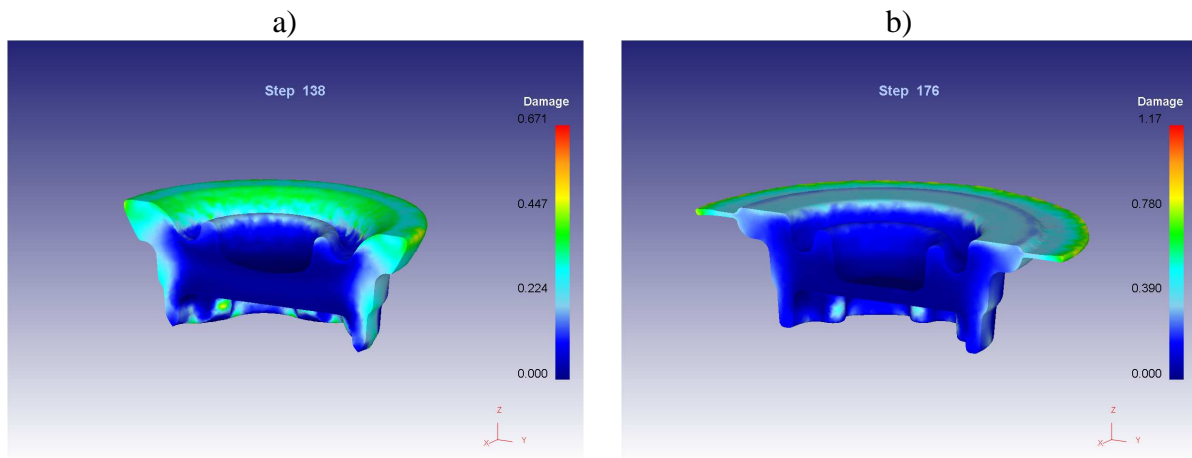 a)
Step 138
Damage
0.671
0.447
0.224
0.000
Z
X
Y
b)
Step 176
Damage
1.17
0.780
0.390
0.000
Z
X
Y